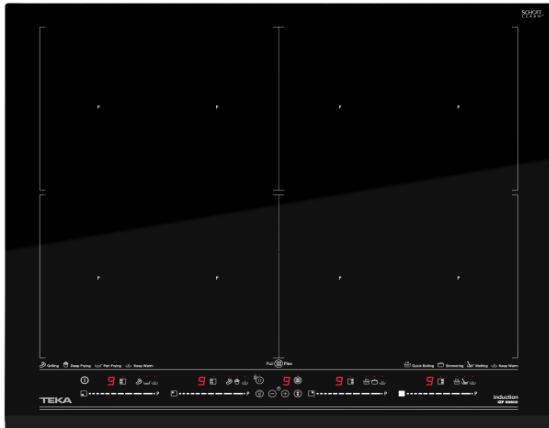 SCHOTT
CERAN®
Grilling Deep Frying Pan Frying Keep Warm
Full Flex
Quick Boiling Simmering Melting Keep Warm
9 9 9 9 9
P P P P
TEKA
induction